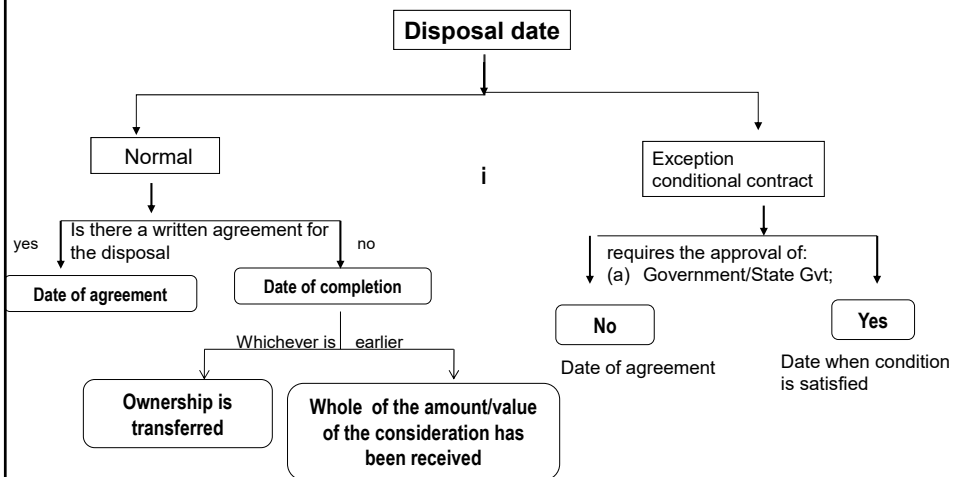 Disposal date
Normal
i
Exception
conditional contract
yes
Is there a written agreement for
the disposal
no
requires the approval of:
(a) Government/State Gvt;
Date of agreement
Date of completion
No
Yes
Whichever is earlier
Date of agreement
Date when condition
is satisfied
Ownership is
transferred
Whole of the amount/value
of the consideration has
been received